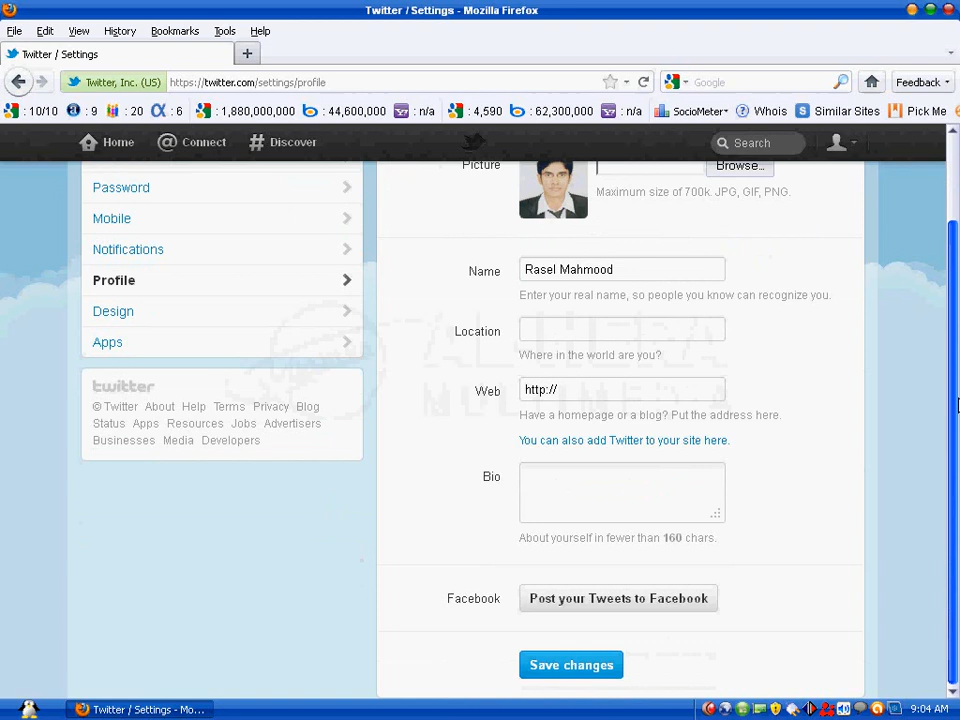 Twitter / Settings - Mozilla Firefox
File Edit View History Bookmarks Tools Help
Twitter / Settings
Twitter, Inc. (US) https://twitter.com/settings/profile Google Feedback
: 10/10 : 9 : 20 : 6 : 1,880,000,000 : 44,600,000 : n/a : 4,590 : 62,300,000 : n/a SocioMeter Whois Similar Sites Pick Me
Home Connect Discover Search
Picture Browse...
Maximum size of 700k. JPG, GIF, PNG.
Password
Mobile
Notifications
Profile
Design
Apps
twitter
© Twitter About Help Terms Privacy Blog
Status Apps Resources Jobs Advertisers
Businesses Media Developers
Name Rasel Mahmood
Enter your real name, so people you know can recognize you.
Location
Where in the world are you?
Web http://
Have a homepage or a blog? Put the address here.
You can also add Twitter to your site here.
Bio
About yourself in fewer than 160 chars.
Facebook Post your Tweets to Facebook
Save changes
Twitter / Settings - Mo... 9:04 AM